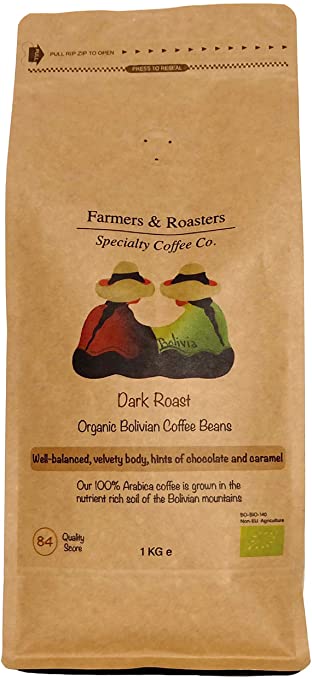 PULL RIP ZIP TO OPEN
PRESS TO RESEAL
Farmers & Roasters
Specialty Coffee Co.
Bolivia
Dark Roast
Organic Bolivian Coffee Beans
Well-balanced, velvety body, hints of chocolate and caramel
Our 100% Arabica coffee is grown in the
nutrient rich soil of the Bolivian mountains
84 Quality
Score
1 KG e
BO-BIO-140
Non-EU Agriculture